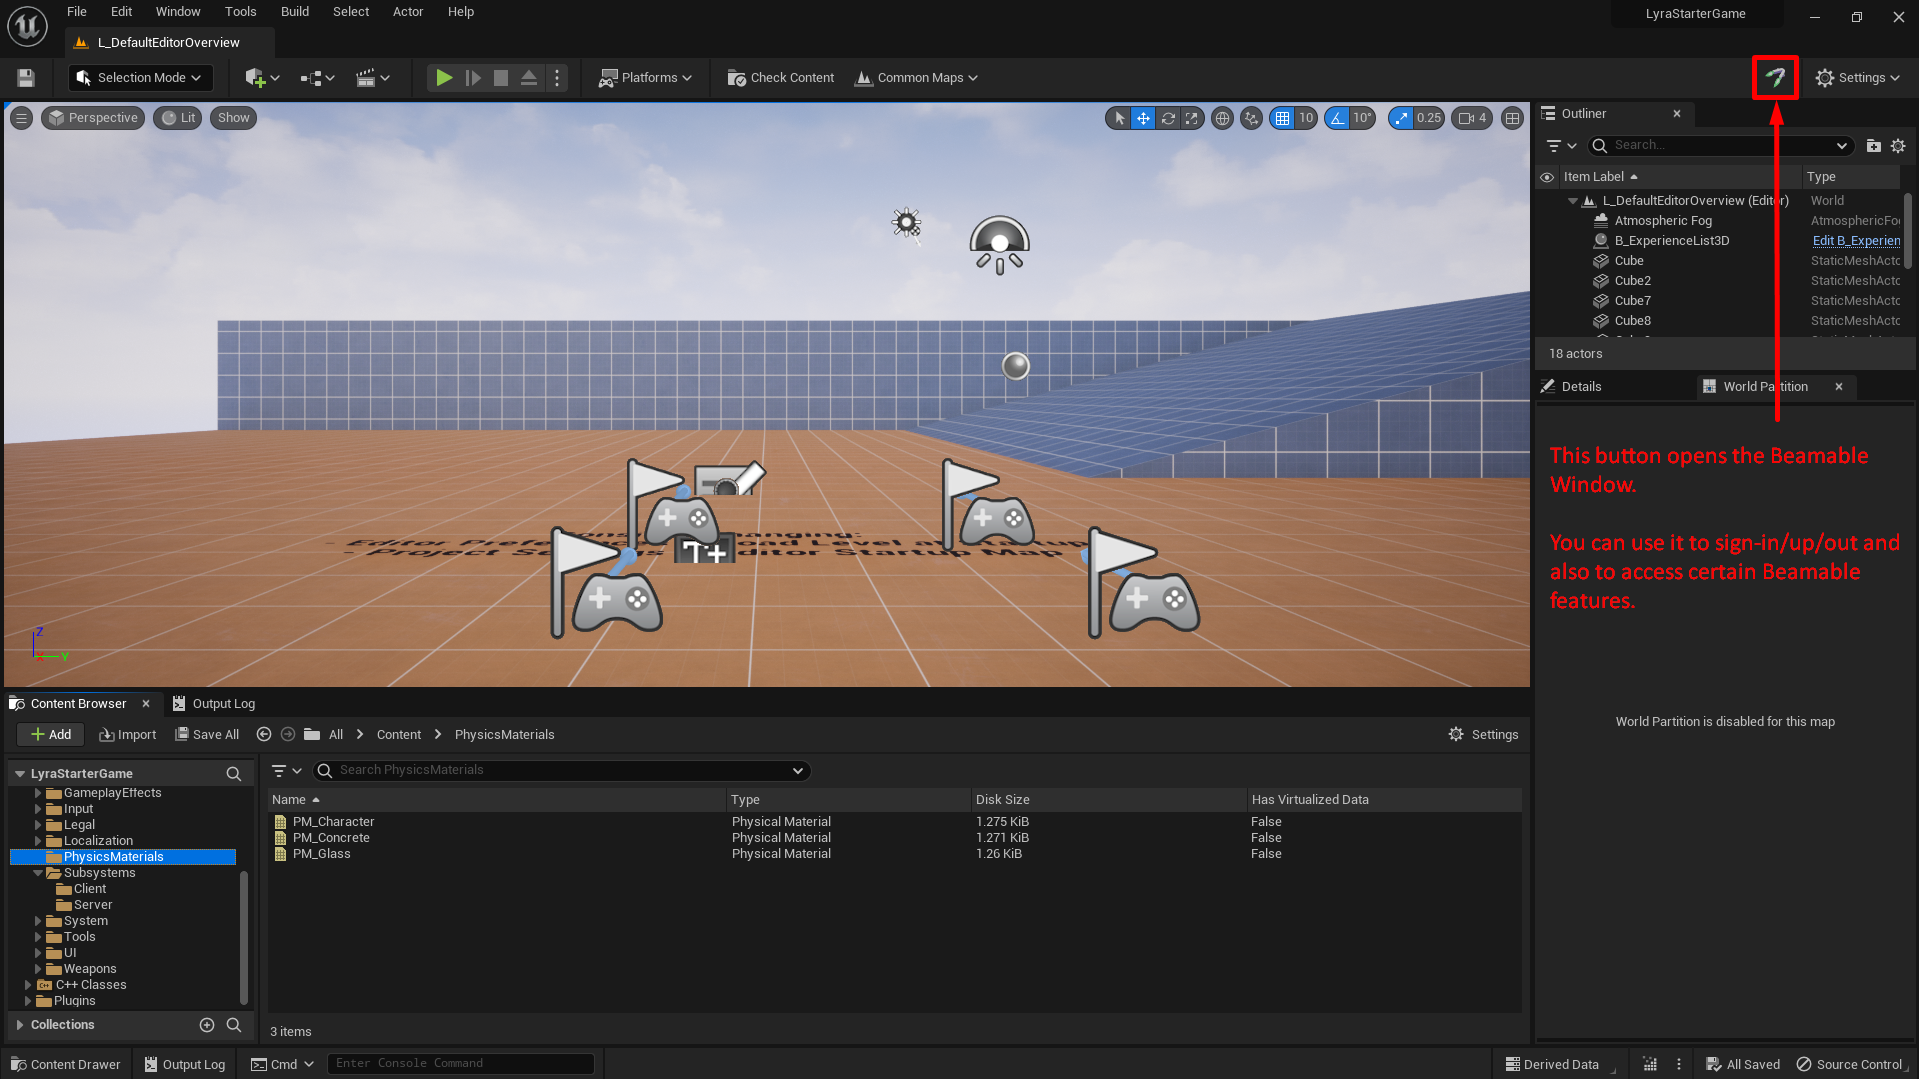 File Edit Window Tools Build Select Actor Help
LyraStarterGame
L_DefaultEditorOverview
Selection Mode
Platforms
Check Content
Common Maps
Settings
Perspective
Lit
Show
10
10°
0.25
4
Outliner
Search...
Item Label
Type
L_DefaultEditorOverview (Editor)
World
Atmospheric Fog
AtmosphericFo
B_ExperienceList3D
Edit B_Experien
Cube
StaticMeshActo
Cube2
StaticMeshActo
Cube7
StaticMeshActo
Cube8
StaticMeshActo
18 actors
Details
World Partition
This button opens the Beamable
Window.
You can use it to sign-in/up/out and
also to access certain Beamable
features.
World Partition is disabled for this map
Z
X
Y
T+
Content Browser
Output Log
Add
Import
Save All
All
Content
PhysicsMaterials
Settings
LyraStarterGame
GameplayEffects
Input
Legal
Localization
PhysicsMaterials
Subsystems
Client
Server
System
Tools
UI
Weapons
C++ Classes
Plugins
Collections
Search PhysicsMaterials
Name
Type
Disk Size
Has Virtualized Data
PM_Character
Physical Material
1.275 KiB
False
PM_Concrete
Physical Material
1.271 KiB
False
PM_Glass
Physical Material
1.26 KiB
False
3 items
Content Drawer
Output Log
Cmd
Enter Console Command
Derived Data
All Saved
Source Control